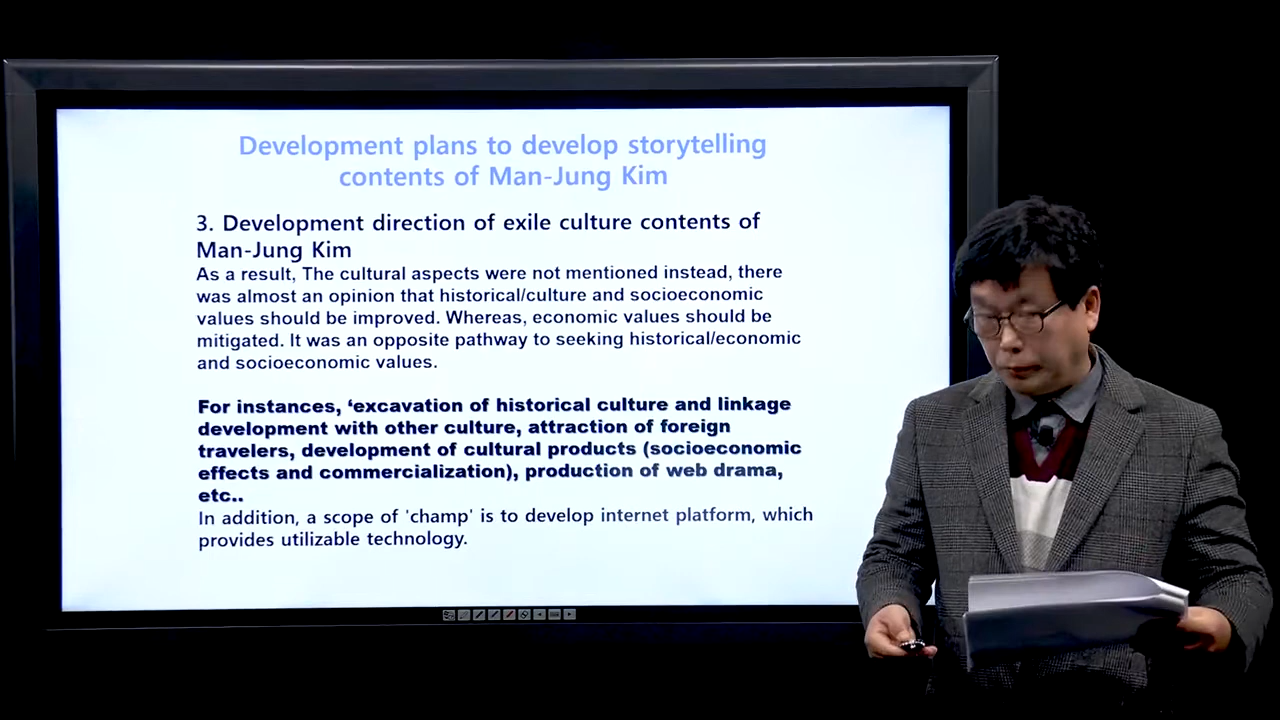 Development plans to develop storytelling
contents of Man-Jung Kim
3. Development direction of exile culture contents of
Man-Jung Kim
As a result, The cultural aspects were not mentioned instead, there
was almost an opinion that historical/culture and socioeconomic
values should be improved. Whereas, economic values should be
mitigated. It was an opposite pathway to seeking historical/economic
and socioeconomic values.
For instances, ‘excavation of historical culture and linkage
development with other culture, attraction of foreign
travelers, development of cultural products (socioeconomic
effects and commercialization), production of web drama,
etc..
In addition, a scope of 'champ' is to develop internet platform, which
provides utilizable technology.